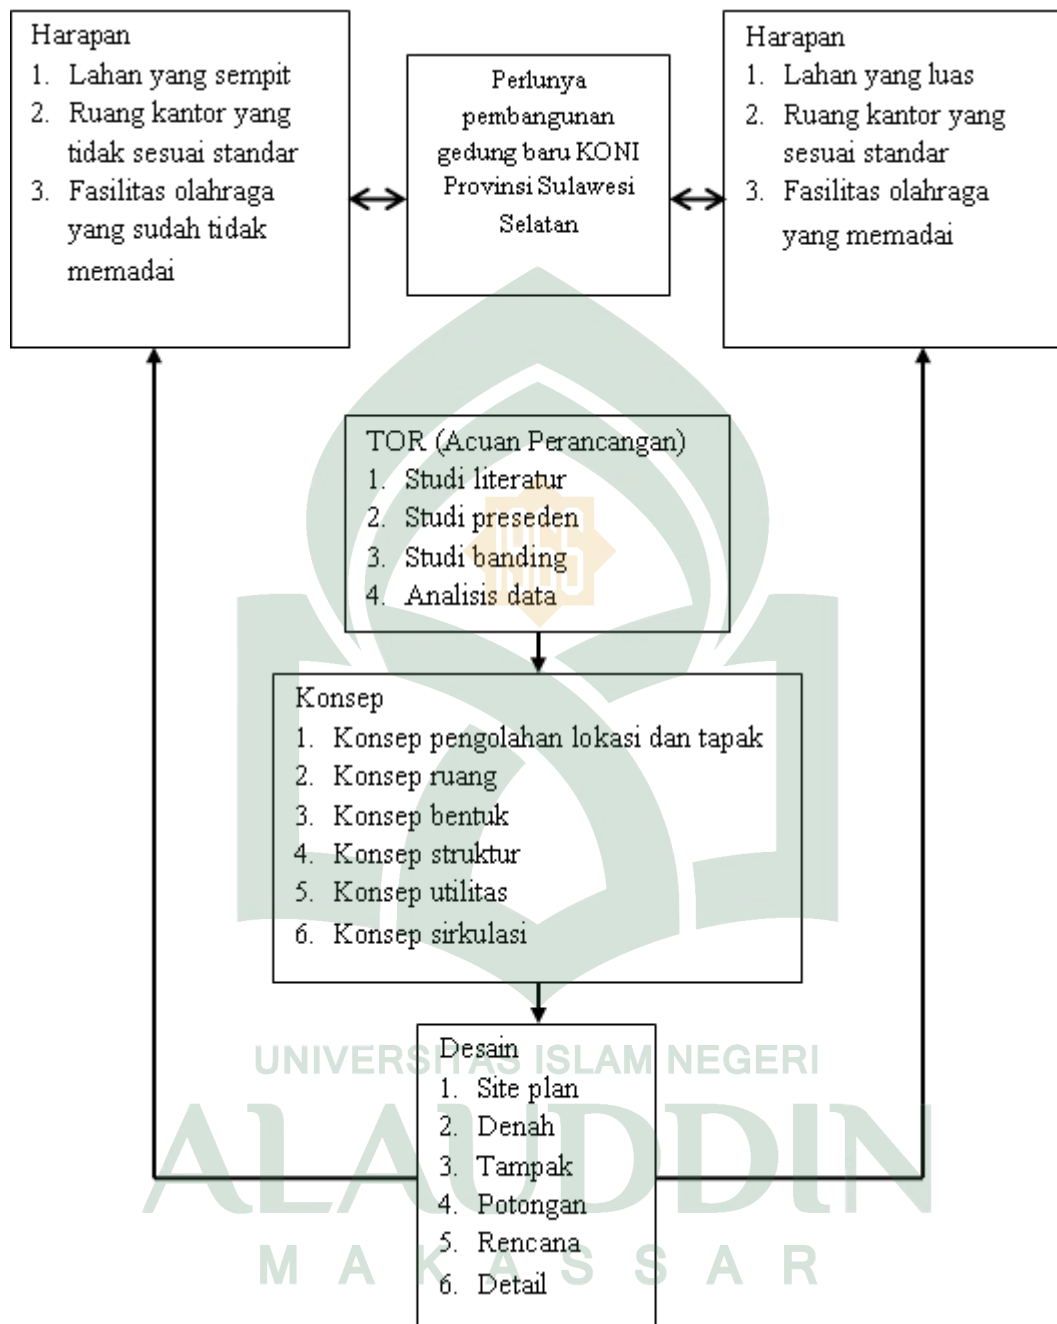 Harapan
1. Lahan yang sempit
2. Ruang kantor yang
tidak sesuai standar
3. Fasilitas olahraga
yang sudah tidak
memadai
Perlunya
pembangunan
gedung baru KONI
Provinsi Sulawesi
Selatan
Harapan
1. Lahan yang luas
2. Ruang kantor yang
sesuai standar
3. Fasilitas olahraga
yang memadai
TOR (Acuan Perancangan)
1. Studi literatur
2. Studi preseden
3. Studi banding
4. Analisis data
1965
Konsep
1. Konsep pengolahan lokasi dan tapak
2. Konsep ruang
3. Konsep bentuk
4. Konsep struktur
5. Konsep utilitas
6. Konsep sirkulasi
Desain
1. Site plan
2. Denah
3. Tampak
4. Potongan
5. Rencana
6. Detail
UNIVERSITAS ISLAM NEGERI
ALAUDDIN
MAKASSAR